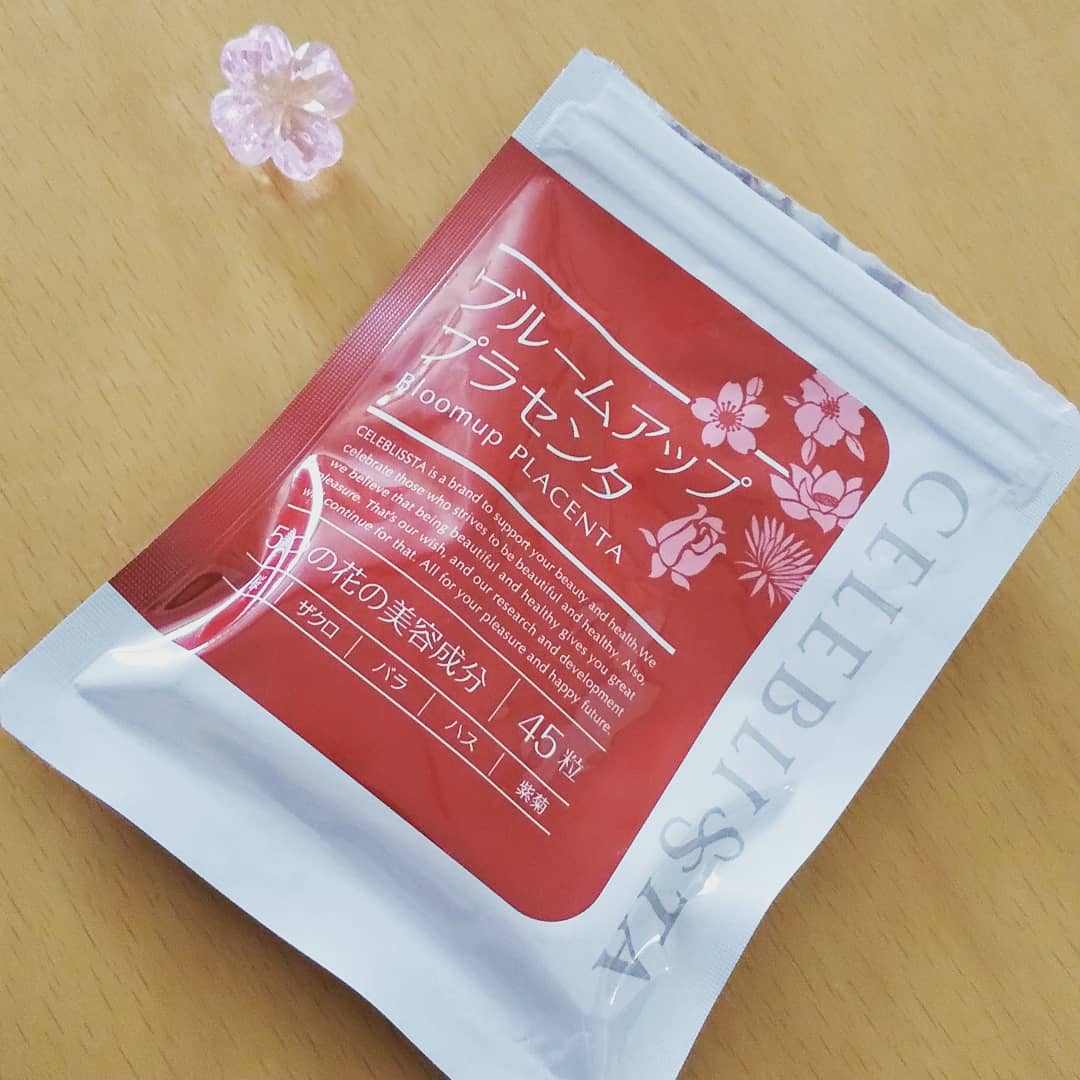 ブルームアップ
プラセンタ
Bloomup PLACENTA
CELEBLISSTA is a brand to support your beauty and health.We
celebrate those who strives to be beautiful and healthy. Also,
we believe that being beautiful and healthy gives you great
pleasure. That's our wish, and our research and development
will continue for that. All for your pleasure and happy future.
5 の花の美容成分 45粒
ザクロ バラ ハス 紫菊
CELEBLISSTA